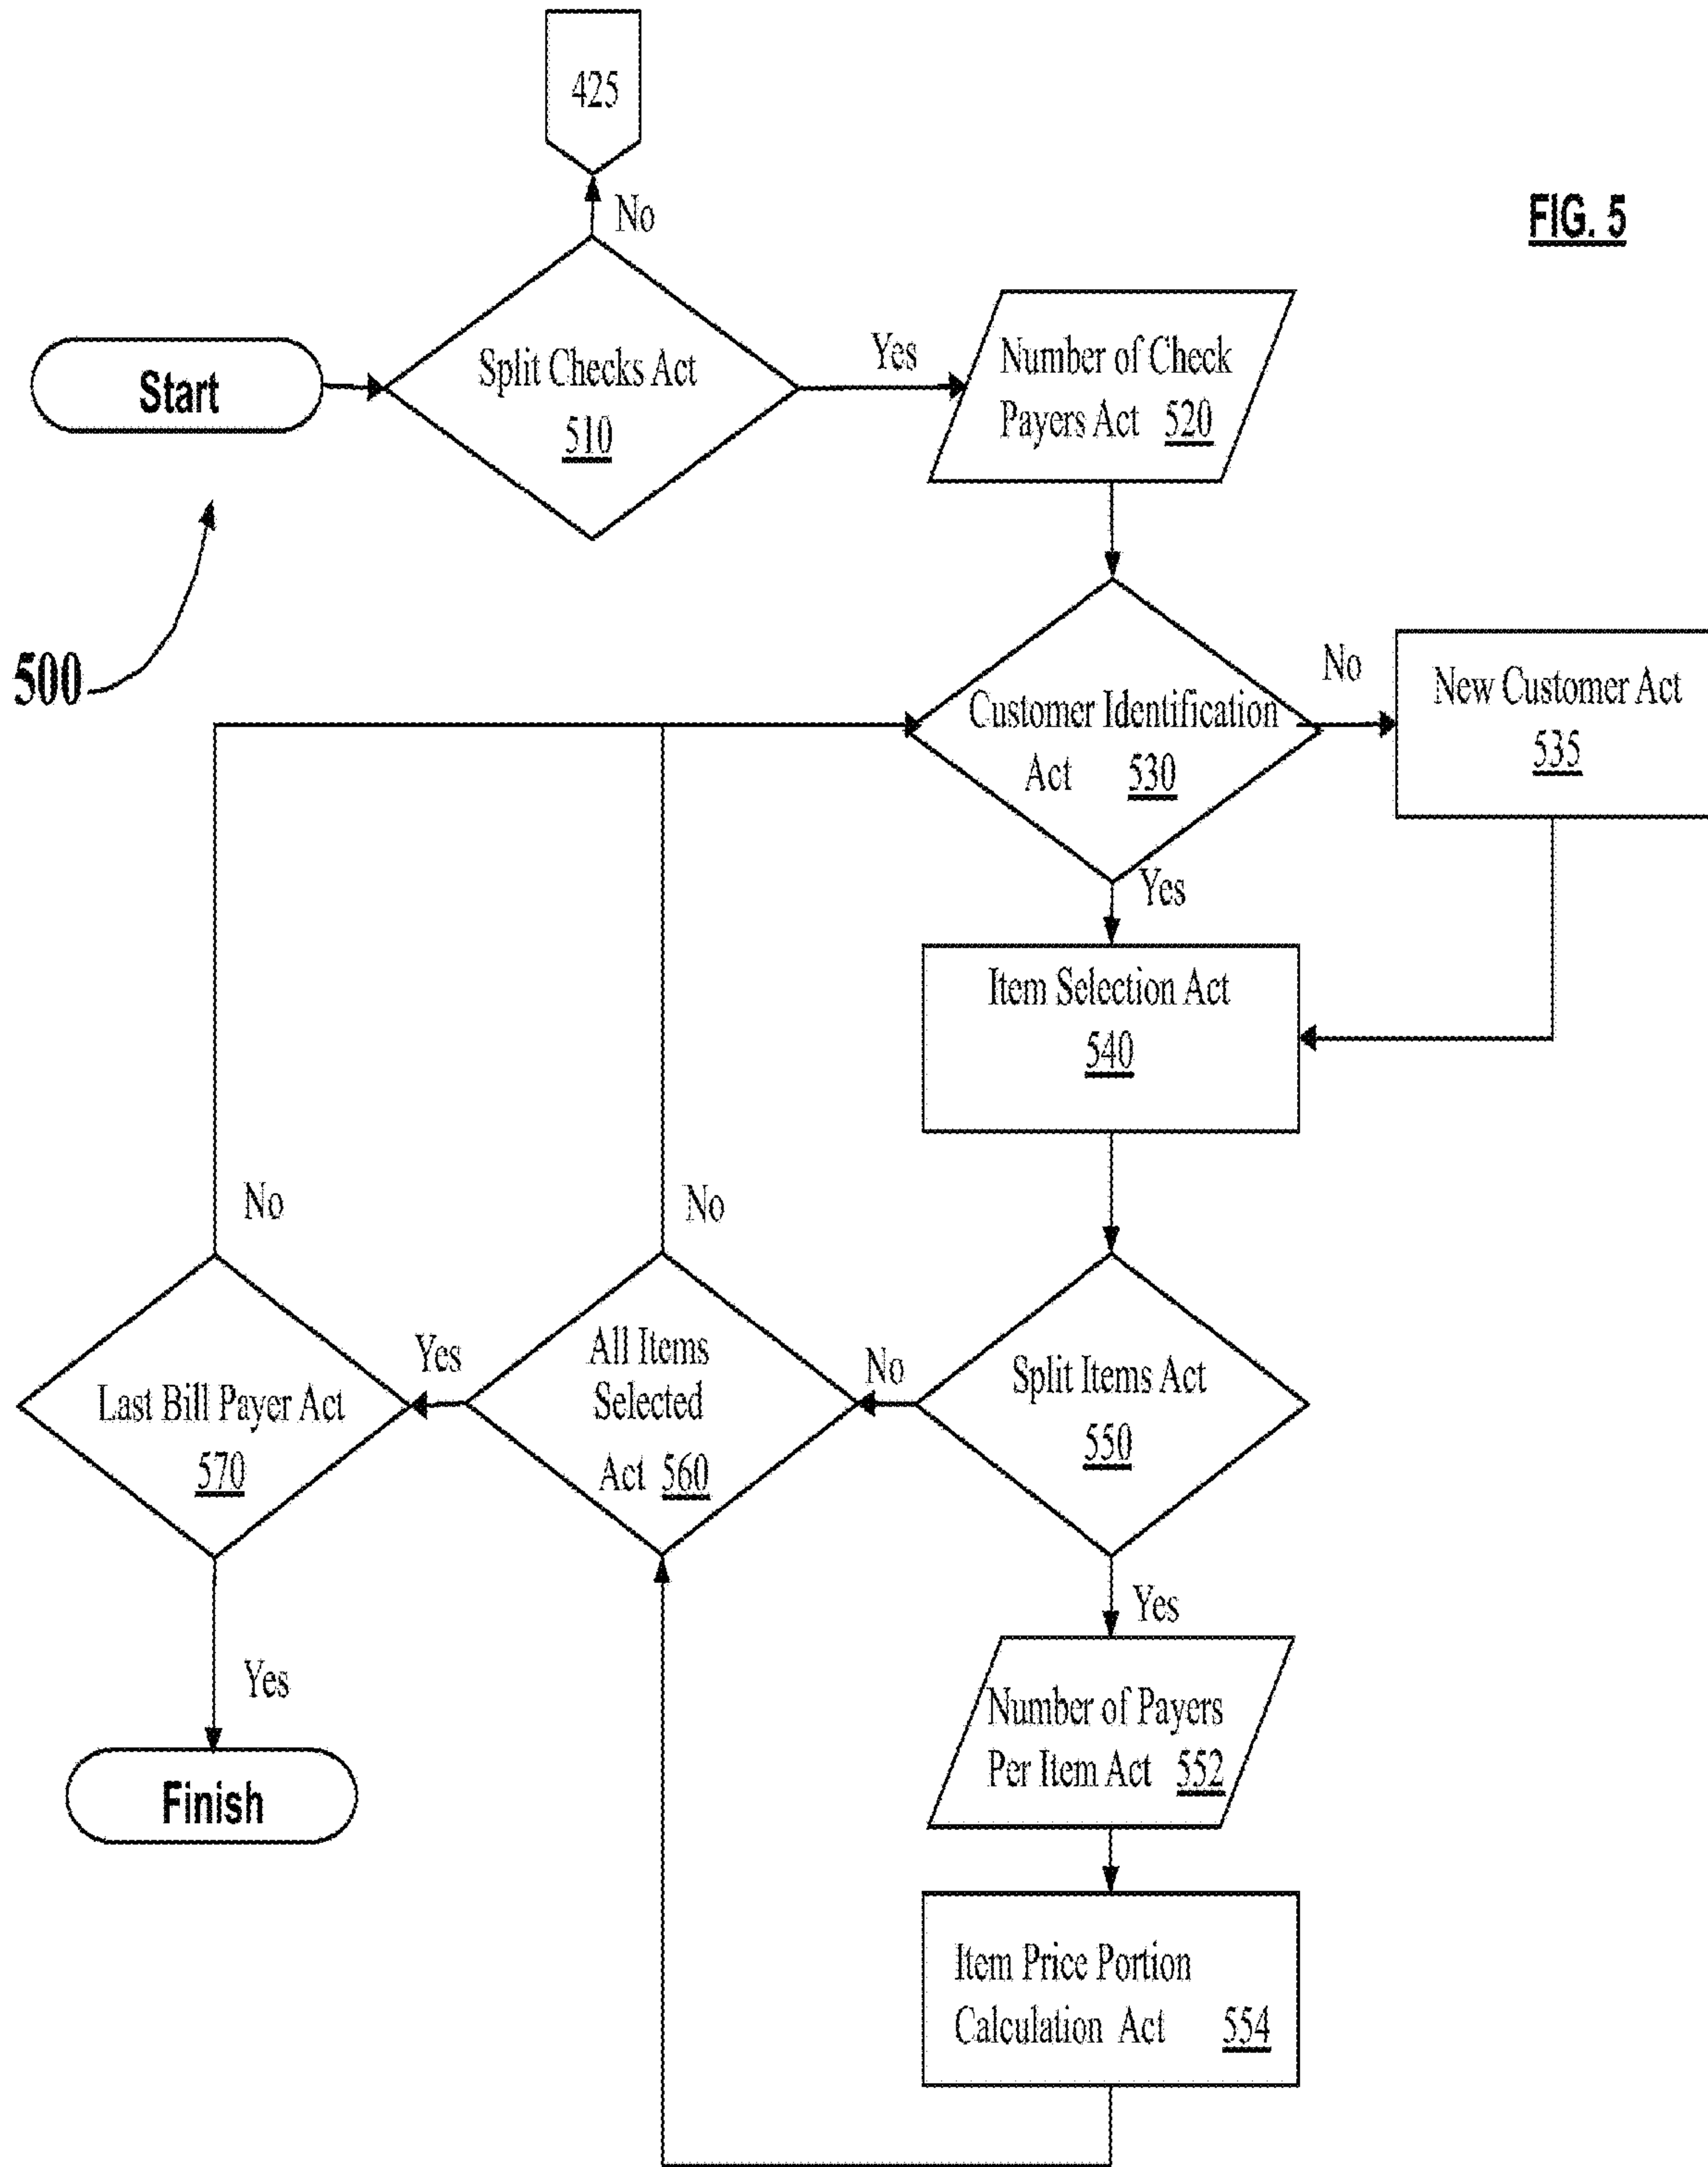 425
No
FIG. 5
Start
Split Checks Act
510
Yes
Number of Check
Payers Act 520
500
Customer Identification
Act 530
No
New Customer Act
535
Yes
Item Selection Act
540
No
No
Last Bill Payer Act
570
Yes
All Items
Selected
Act 560
No
Split Items Act
550
Yes
Yes
Finish
Number of Payers
Per Item Act 552
Item Price Portion
Calculation Act 554